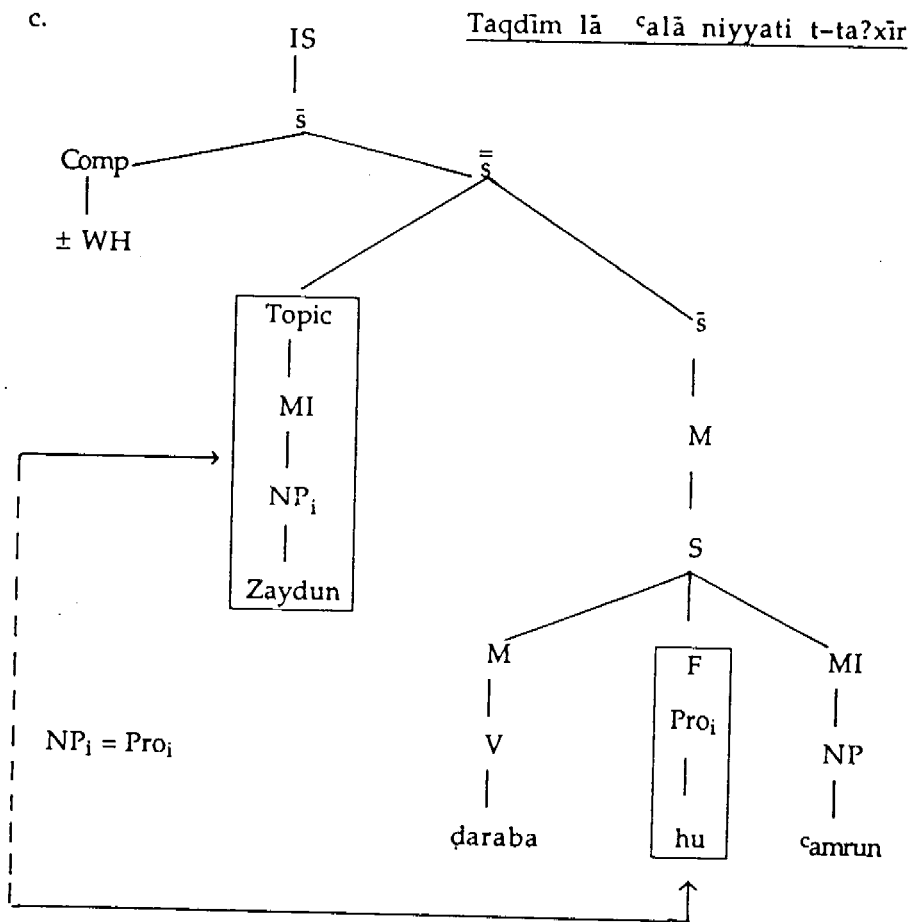 c.
Taqdīm lā ᶜalā niyyati t-ta?xīr
IS
s̄
Comp
s̿
± WH
Topic
s̄
MI
M
NPᵢ
S
Zaydun
M F MI
Proᵢ
NPᵢ = Proᵢ
V NP
ḍaraba hu ᶜamrun